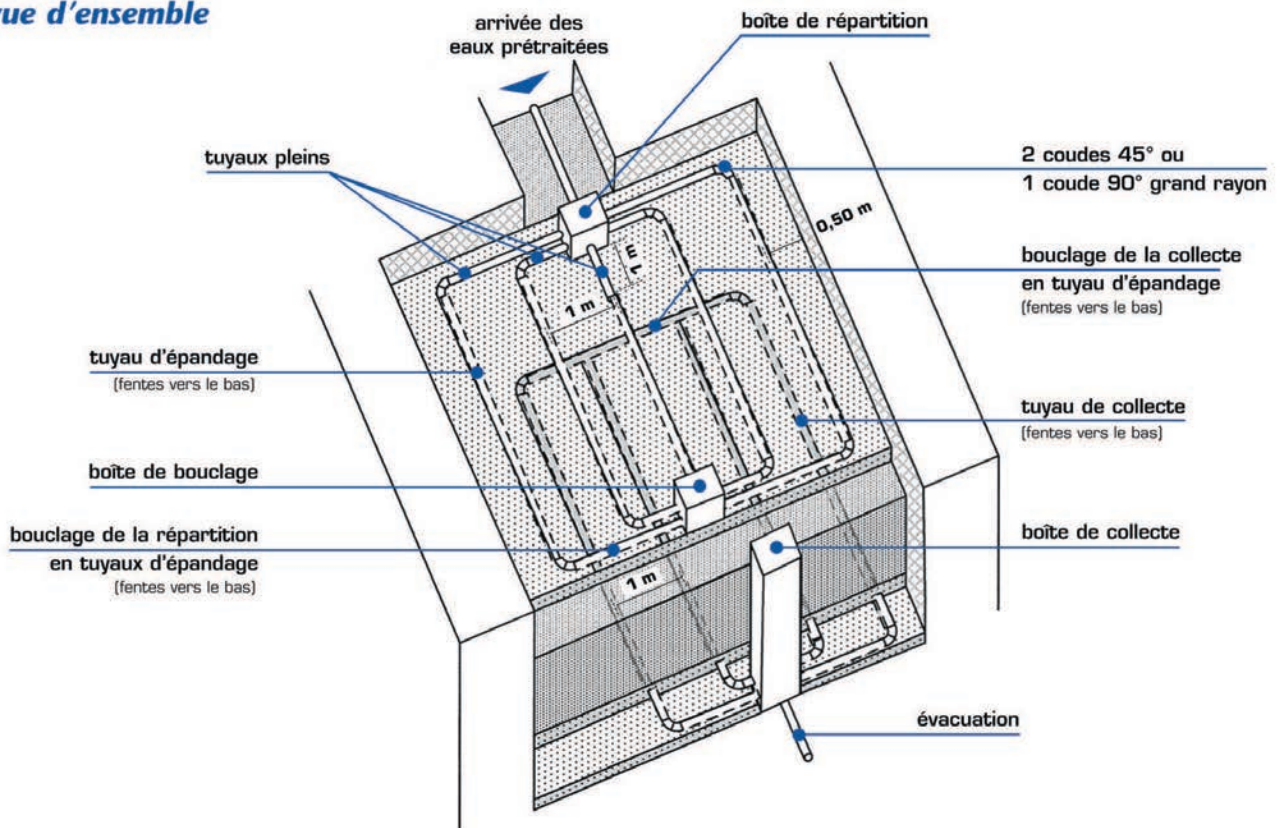 vue d'ensemble
arrivée des
eaux prétraitées
boîte de répartition
tuyaux pleins
2 coudes 45° ou
1 coude 90° grand rayon
0,50 m
1 m
1 m
bouclage de la collecte
en tuyau d'épandage
(fentes vers le bas)
tuyau d'épandage
(fentes vers le bas)
tuyau de collecte
(fentes vers le bas)
boîte de bouclage
boîte de collecte
bouclage de la répartition
en tuyaux d'épandage
(fentes vers le bas)
1 m
évacuation